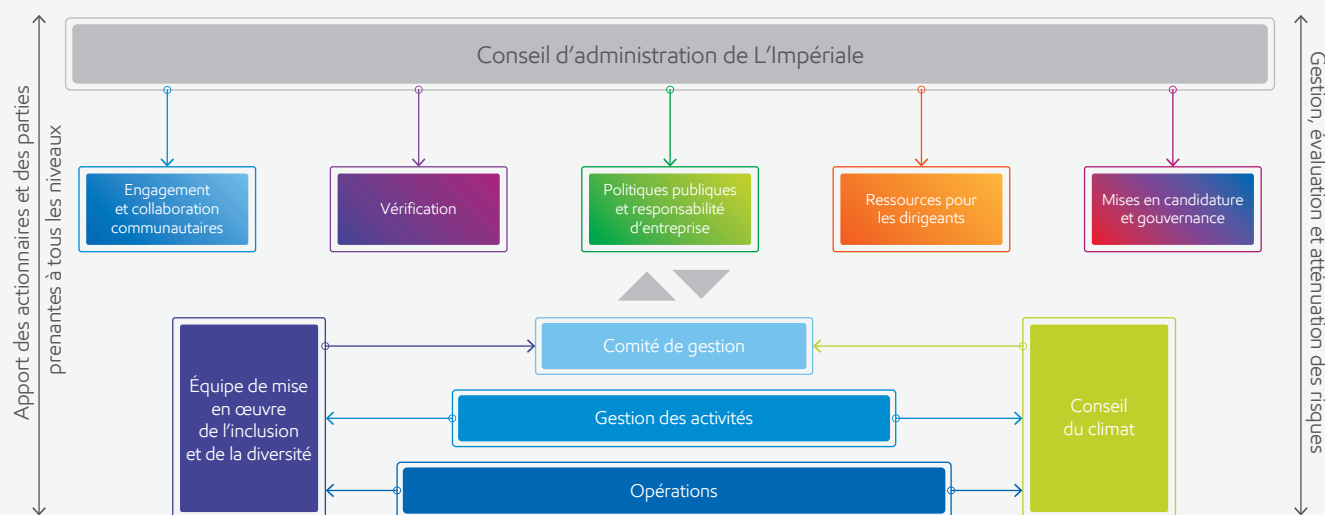 Conseil d'administration de L'Impériale
Apport des actionnaires et des parties
prenantes à tous les niveaux
Engagement
et collaboration
communautaires
Vérification
Politiques publiques
et responsabilité
d'entreprise
Ressources pour
les dirigeants
Mises en candidature
et gouvernance
Gestion, évaluation et atténuation des risques
Équipe de mise
en œuvre
de l'inclusion
et de la diversité
Comité de gestion
Gestion des activités
Opérations
Conseil
du climat